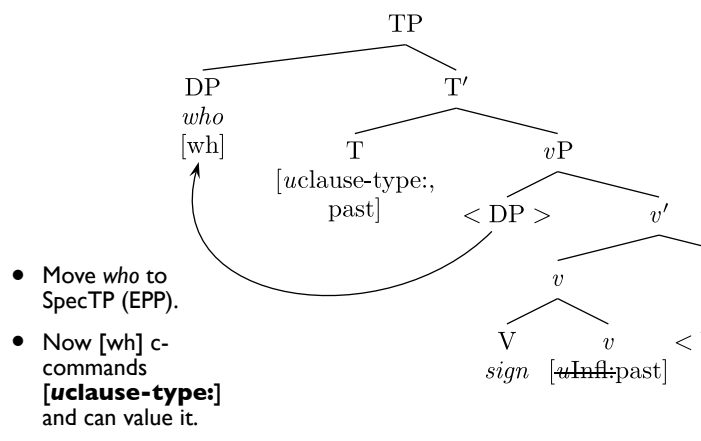 TP
DP T′
who
[wh] T vP
[uclause-type:,
past] < DP > v′
• Move who to
SpecTP (EPP).
v
• Now [wh] c-
commands
[uclause-type:]
and can value it.
V v <
sign [uInfl:past]